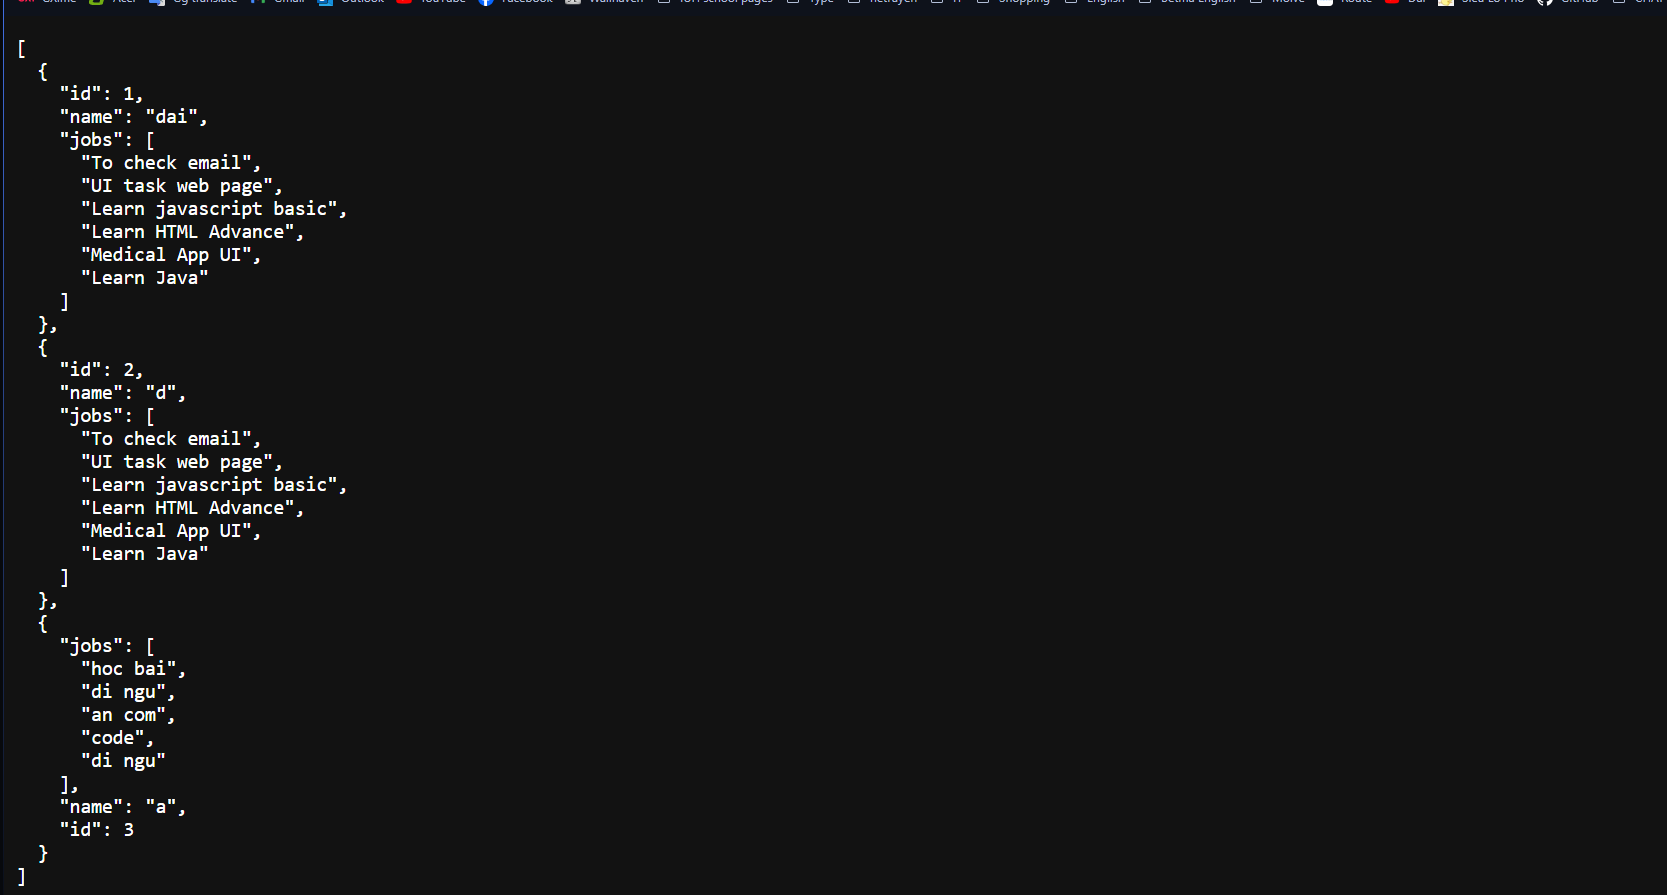 YouTube
[
  {
    "id": 1,
    "name": "dai",
    "jobs": [
      "To check email",
      "UI task web page",
      "Learn javascript basic",
      "Learn HTML Advance",
      "Medical App UI",
      "Learn Java"
    ]
  },
  {
    "id": 2,
    "name": "d",
    "jobs": [
      "To check email",
      "UI task web page",
      "Learn javascript basic",
      "Learn HTML Advance",
      "Medical App UI",
      "Learn Java"
    ]
  },
  {
    "jobs": [
      "hoc bai",
      "di ngu",
      "an com",
      "code",
      "di ngu"
    ],
    "name": "a",
    "id": 3
  }
]